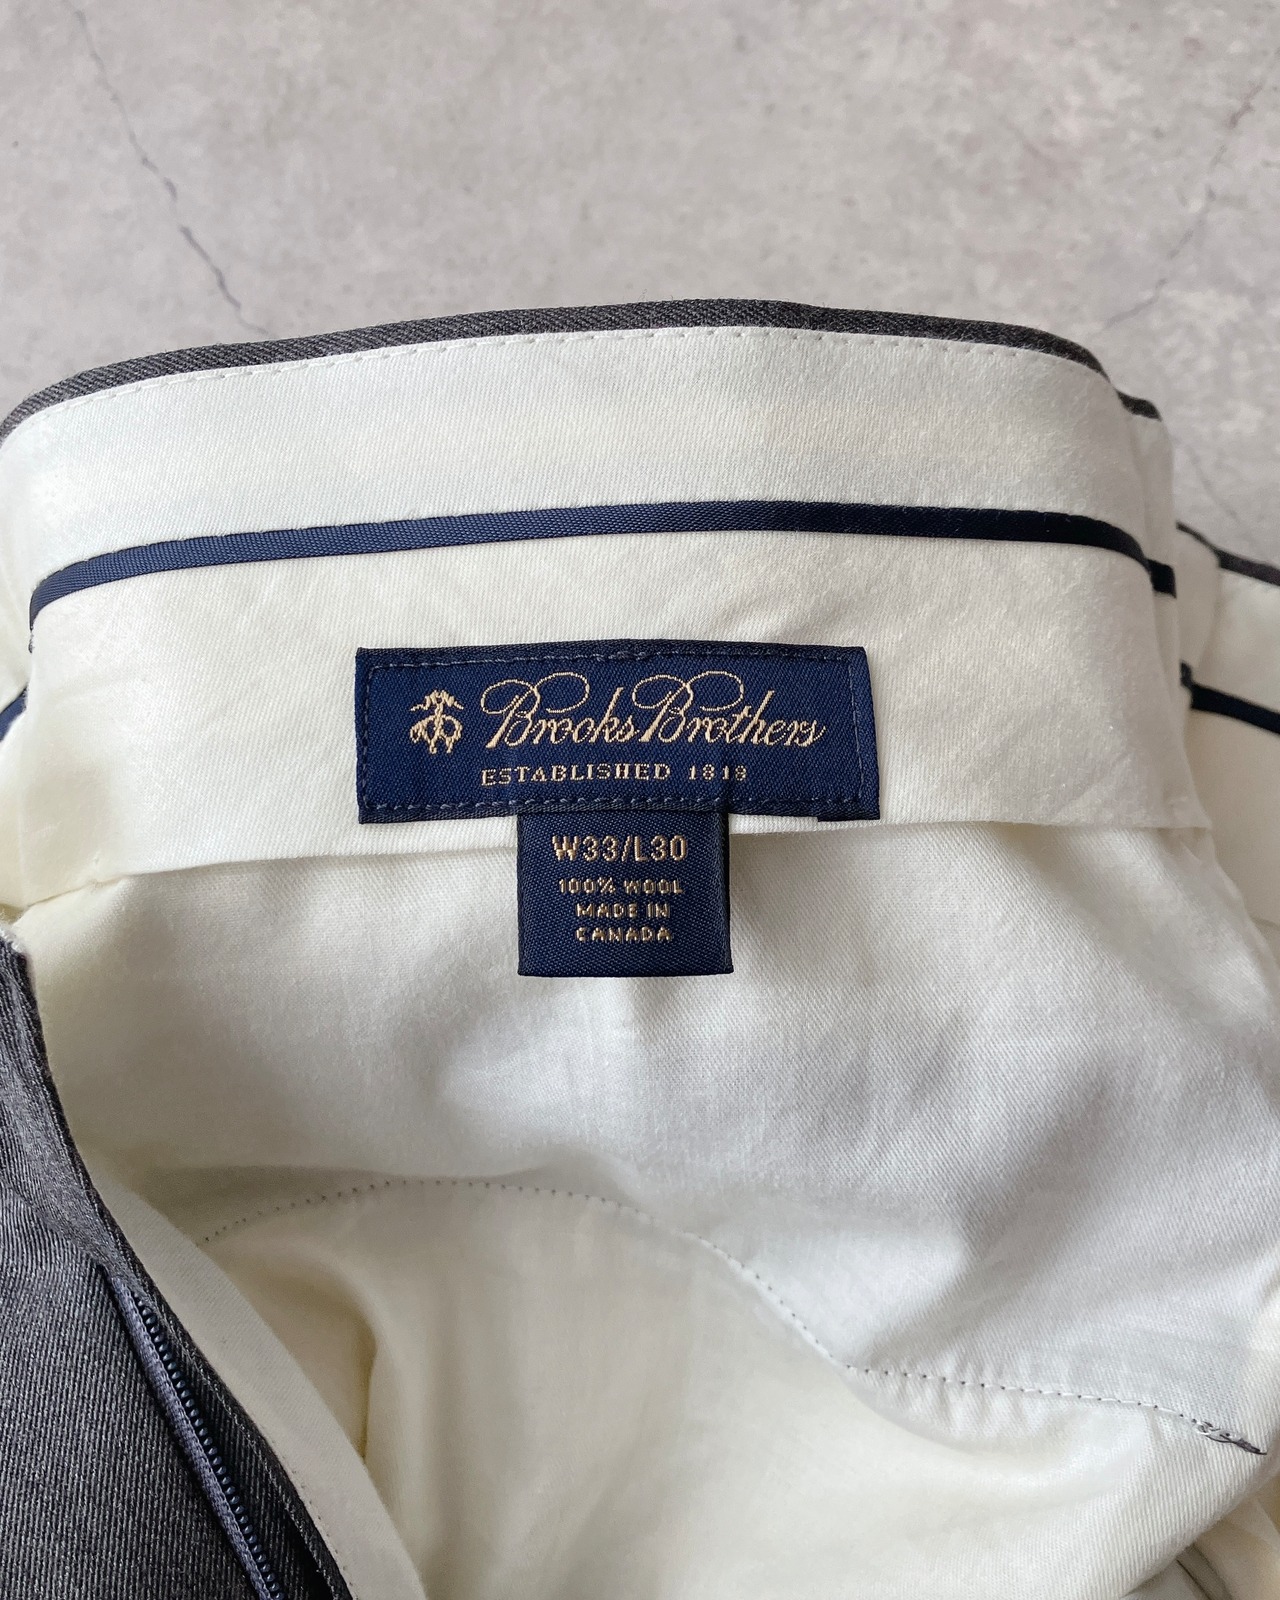 Brooks Brothers
ESTABLISHED 1818
W33/L30
100% WOOL
MADE IN
CANADA